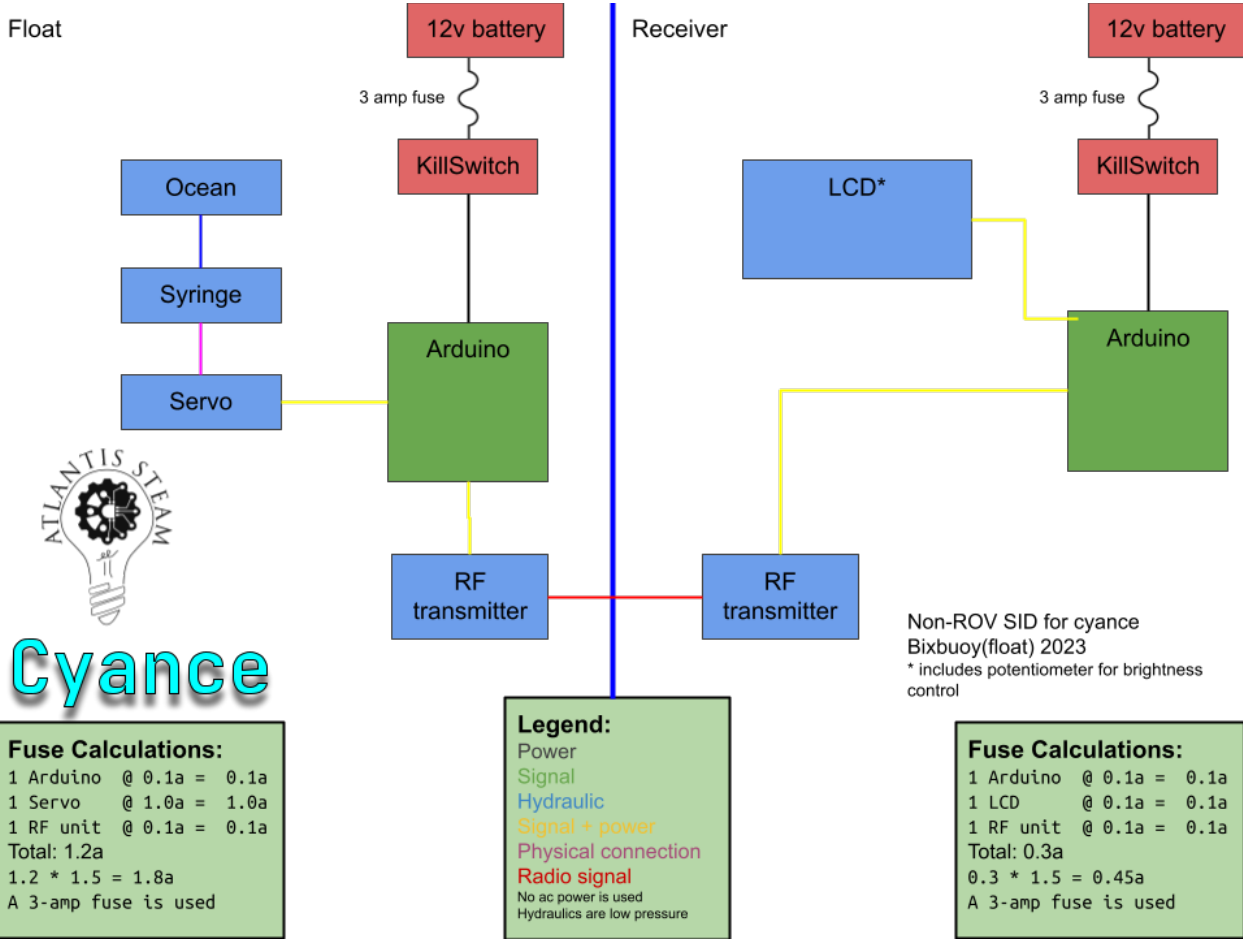 Float
12v battery
3 amp fuse
KillSwitch
Ocean
Syringe
Servo
Arduino
RF
transmitter
Receiver
12v battery
3 amp fuse
KillSwitch
LCD*
Arduino
RF
transmitter
ATLANTIS STEAM
Cyance
Non-ROV SID for cyance
Bixbuoy(float) 2023
* includes potentiometer for brightness
control
Fuse Calculations:
1 Arduino @ 0.1a = 0.1a
1 Servo @ 1.0a = 1.0a
1 RF unit @ 0.1a = 0.1a
Total: 1.2a
1.2 * 1.5 = 1.8a
A 3-amp fuse is used
Legend:
Power
Signal
Hydraulic
Signal + power
Physical connection
Radio signal
No ac power is used
Hydraulics are low pressure
Fuse Calculations:
1 Arduino @ 0.1a = 0.1a
1 LCD @ 0.1a = 0.1a
1 RF unit @ 0.1a = 0.1a
Total: 0.3a
0.3 * 1.5 = 0.45a
A 3-amp fuse is used